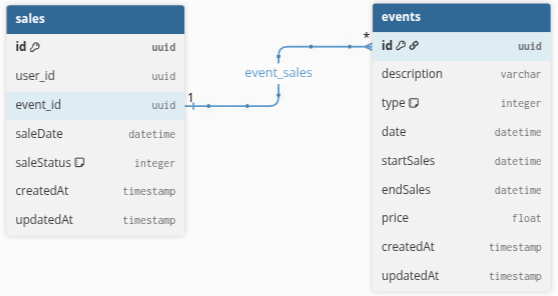 sales
id uuid
user_id uuid
event_id uuid
saleDate datetime
saleStatus integer
createdAt timestamp
updatedAt timestamp
1
event_sales
*
events
id uuid
description varchar
type integer
date datetime
startSales datetime
endSales datetime
price float
createdAt timestamp
updatedAt timestamp